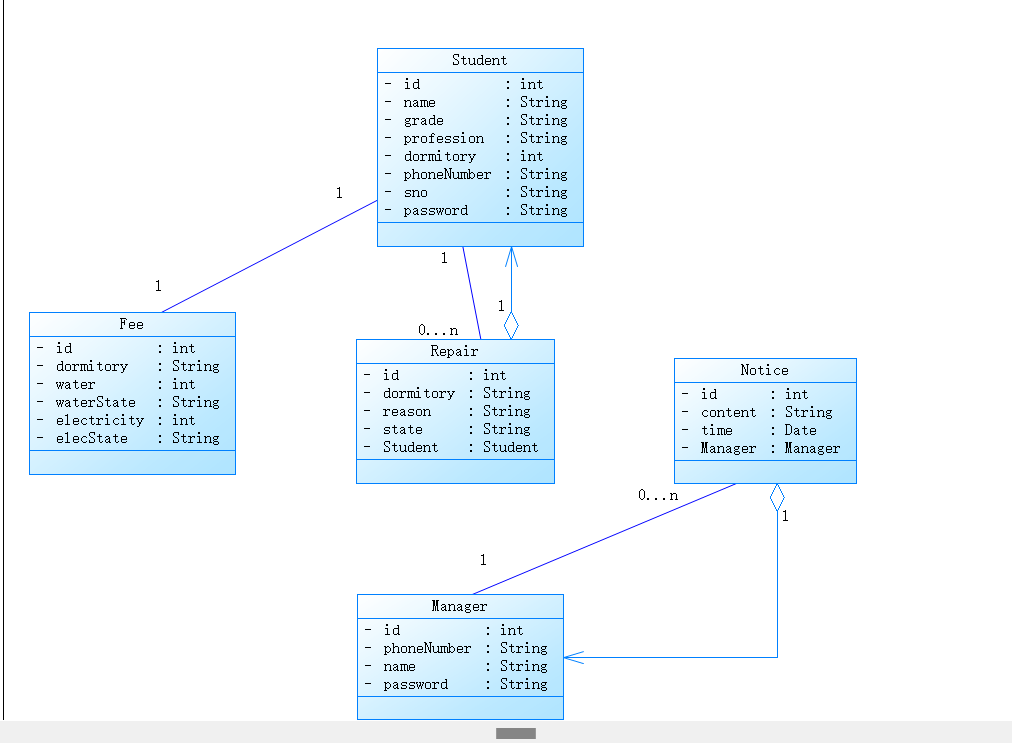 Student
- id : int
- name : String
- grade : String
- profession : String
- dormitory : int
- phoneNumber : String
- sno : String
- password : String
1
1
1
0...n
1
Fee
- id : int
- dormitory : String
- water : int
- waterState : String
- electricity : int
- elecState : String
Repair
- id : int
- dormitory : String
- reason : String
- state : String
- Student : Student
Notice
- id : int
- content : String
- time : Date
- Manager : Manager
0...n
1
1
Manager
- id : int
- phoneNumber : String
- name : String
- password : String